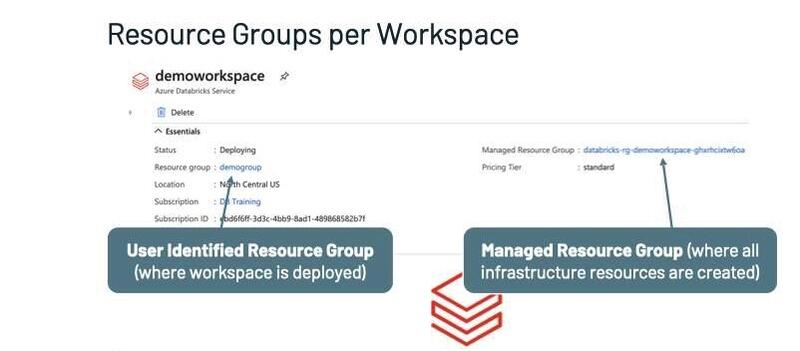 Resource Groups per Workspace
demoworkspace
Azure Databricks Service
Delete
Essentials
Status : Deploying
Managed Resource Group : databricks-rg-demoworkspace-ghxrhcixtw6oa
Resource group : demogroup
Pricing Tier : standard
Location : North Central US
Subscription : DB Training
Subscription ID : ebd6f6ff-3d3c-4bb9-8ad1-489868582b7f
User Identified Resource Group
(where workspace is deployed)
Managed Resource Group (where all
infrastructure resources are created)